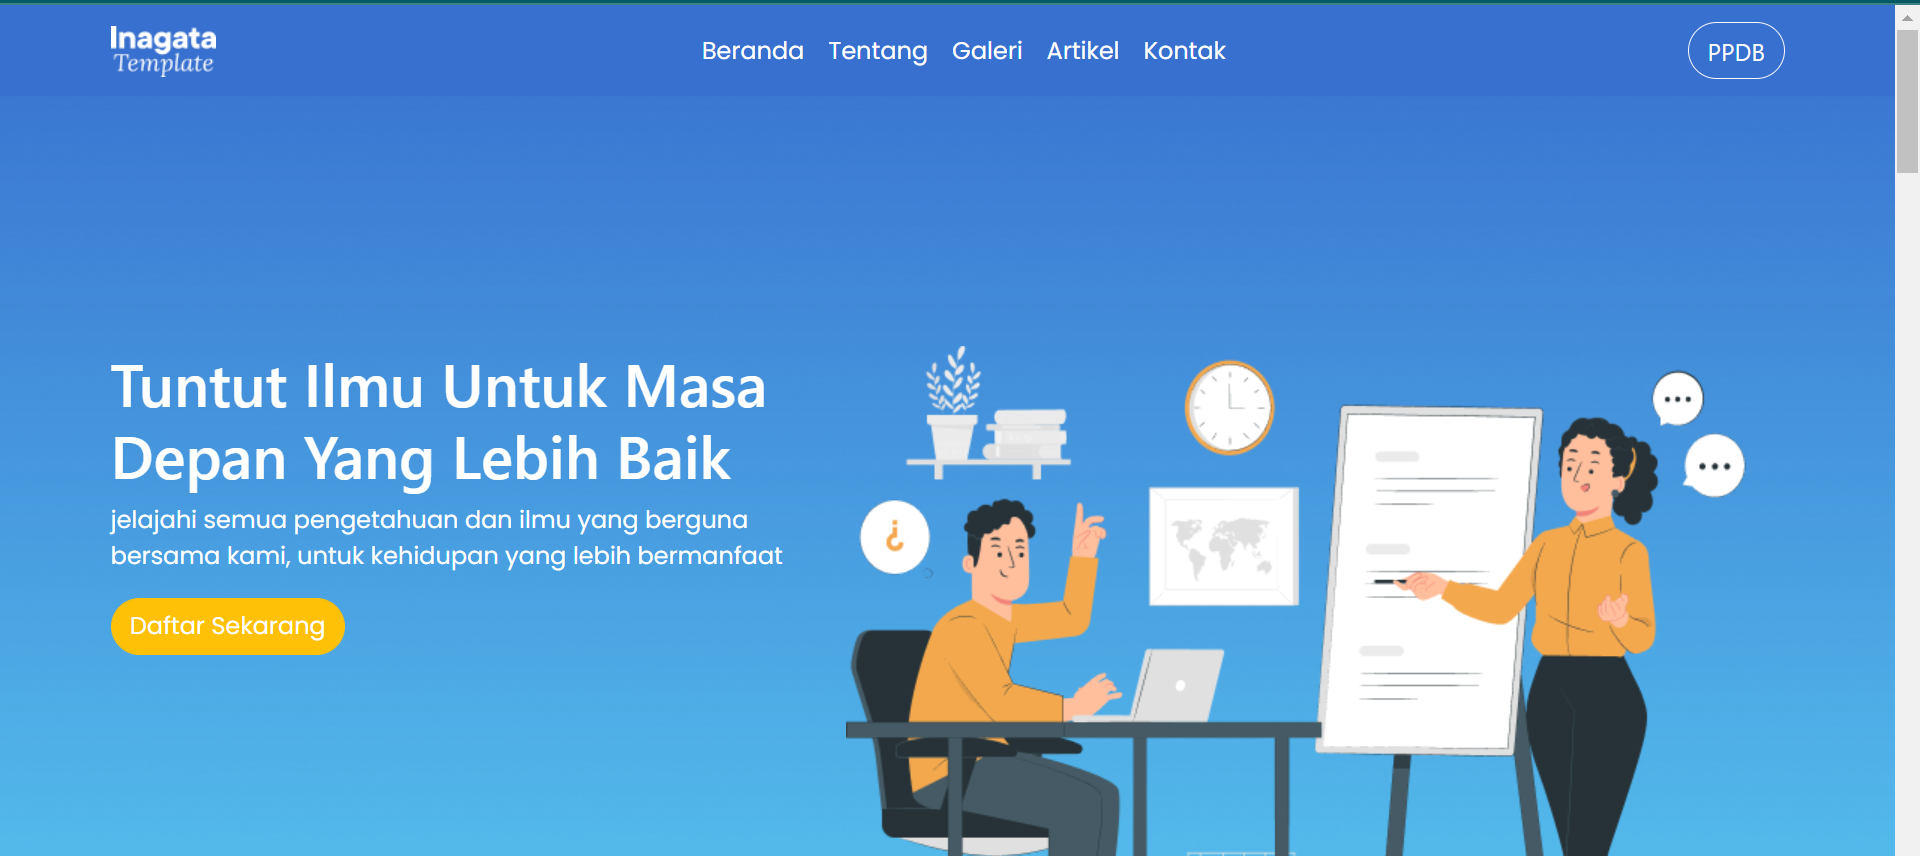 Inagata
Template
Beranda Tentang Galeri Artikel Kontak
PPDB
Tuntut Ilmu Untuk Masa
Depan Yang Lebih Baik
jelajahi semua pengetahuan dan ilmu yang berguna
bersama kami, untuk kehidupan yang lebih bermanfaat
Daftar Sekarang
¿